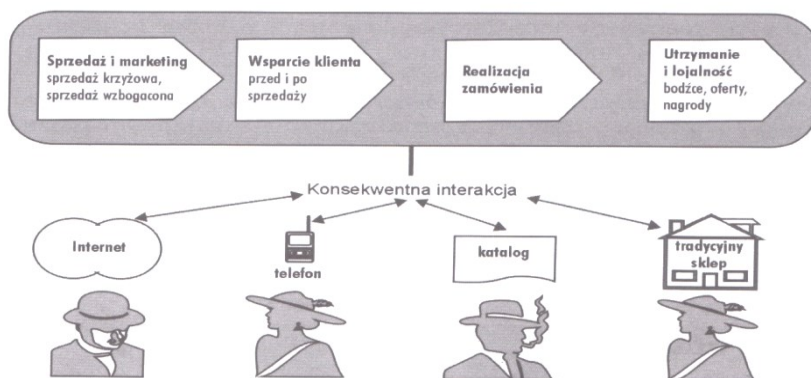 Sprzedaż i marketing
sprzedaż krzyżowa,
sprzedaż wzbogacona,
Wsparcie klienta
przed i po
sprzedaży
Realizacja
zamówienia
Utrzymanie
i lojalność
bodźce, oferty,
nagrody
Konsekwentna interakcja
Internet
telefon
katalog
tradycyjny
sklep